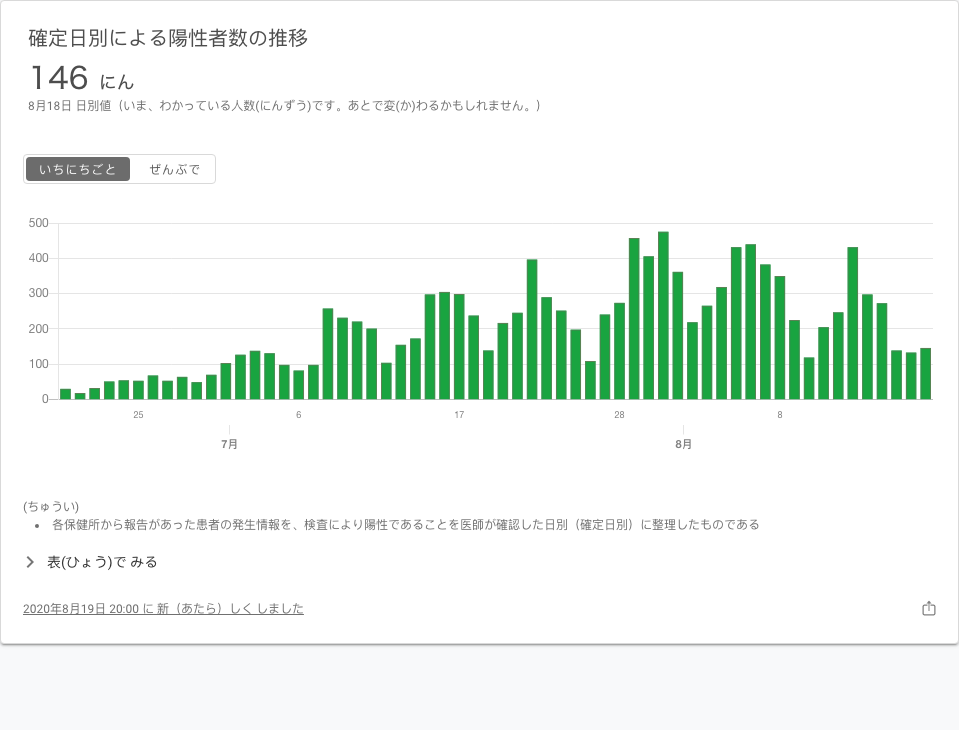 確定日別による陽性者数の推移
146 にん
8月18日 日別値（いま、わかっている人数(にんずう)です。あとで変(か)わるかもしれません。）
いちにちごと ぜんぶで
500
400
300
200
100
0
25 6 17 28 8
7月 8月
(ちゅうい)
• 各保健所から報告があった患者の発生情報を、検査により陽性であることを医師が確認した日別（確定日別）に整理したものである
表(ひょう)で みる
2020年8月19日 20:00 に 新（あたら）しく しました